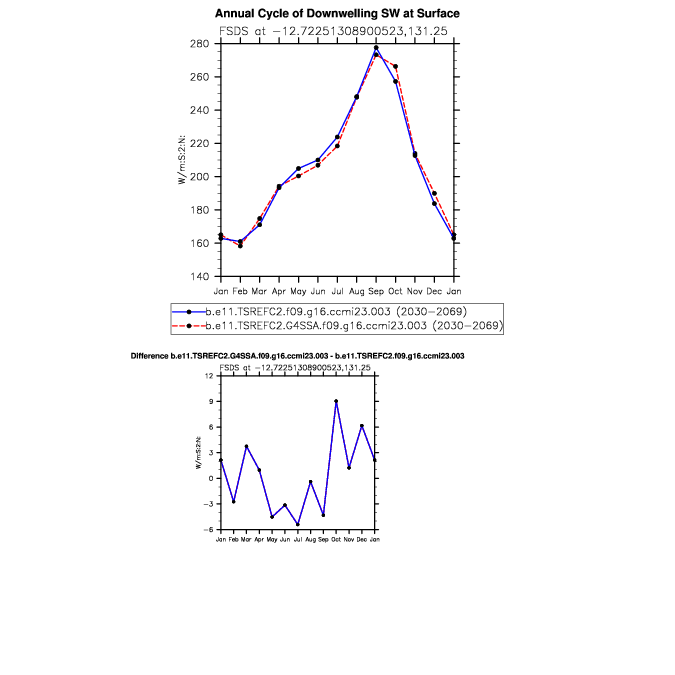 Annual Cycle of Downwelling SW at Surface
FSDS at −12.72251308900523,131.25
280
260
240
220
200
180
160
140
W/m:S:2:N:
Jan Feb Mar Apr May Jun Jul Aug Sep Oct Nov Dec Jan
b.e11.TSREFC2.f09.g16.ccmi23.003 (2030−2069)
b.e11.TSREFC2.G4SSA.f09.g16.ccmi23.003 (2030−2069)
Difference b.e11.TSREFC2.G4SSA.f09.g16.ccmi23.003 - b.e11.TSREFC2.f09.g16.ccmi23.003
FSDS at −12.72251308900523,131.25
12
9
6
3
0
−3
−6
W/m:S:2:N:
Jan Feb Mar Apr May Jun Jul Aug Sep Oct Nov Dec Jan